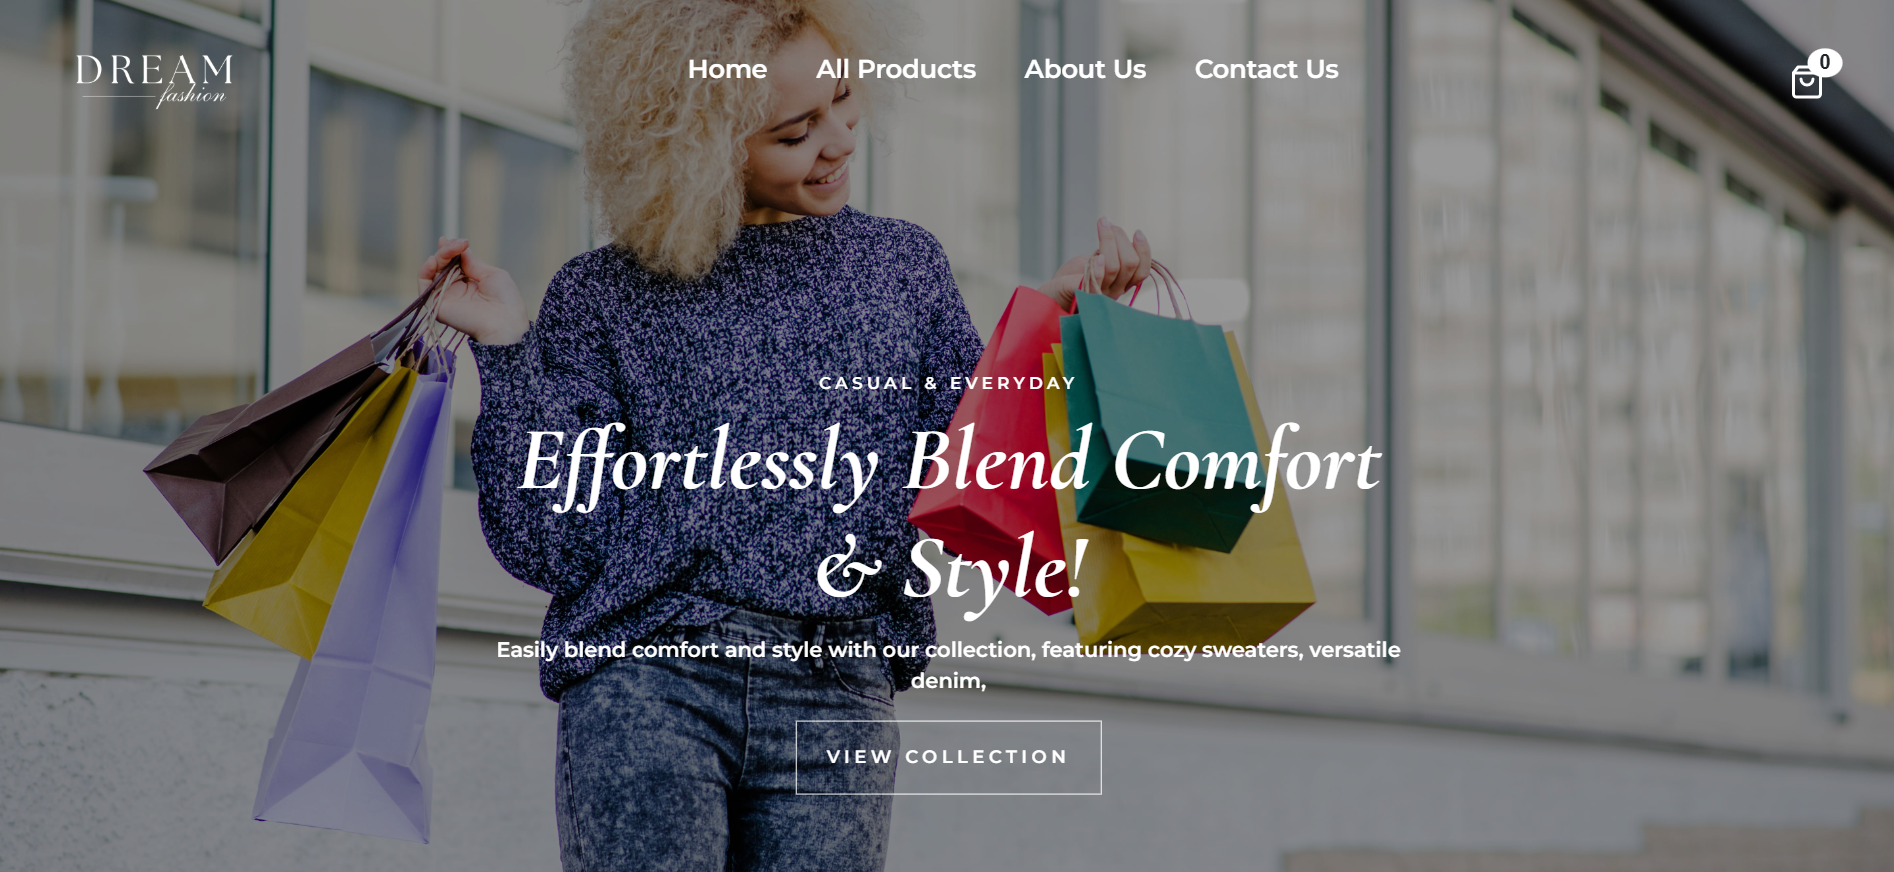 DREAM
fashion
Home
All Products
About Us
Contact Us
0
CASUAL & EVERYDAY
Effortlessly Blend Comfort
& Style!
Easily blend comfort and style with our collection, featuring cozy sweaters, versatile
denim,
VIEW COLLECTION